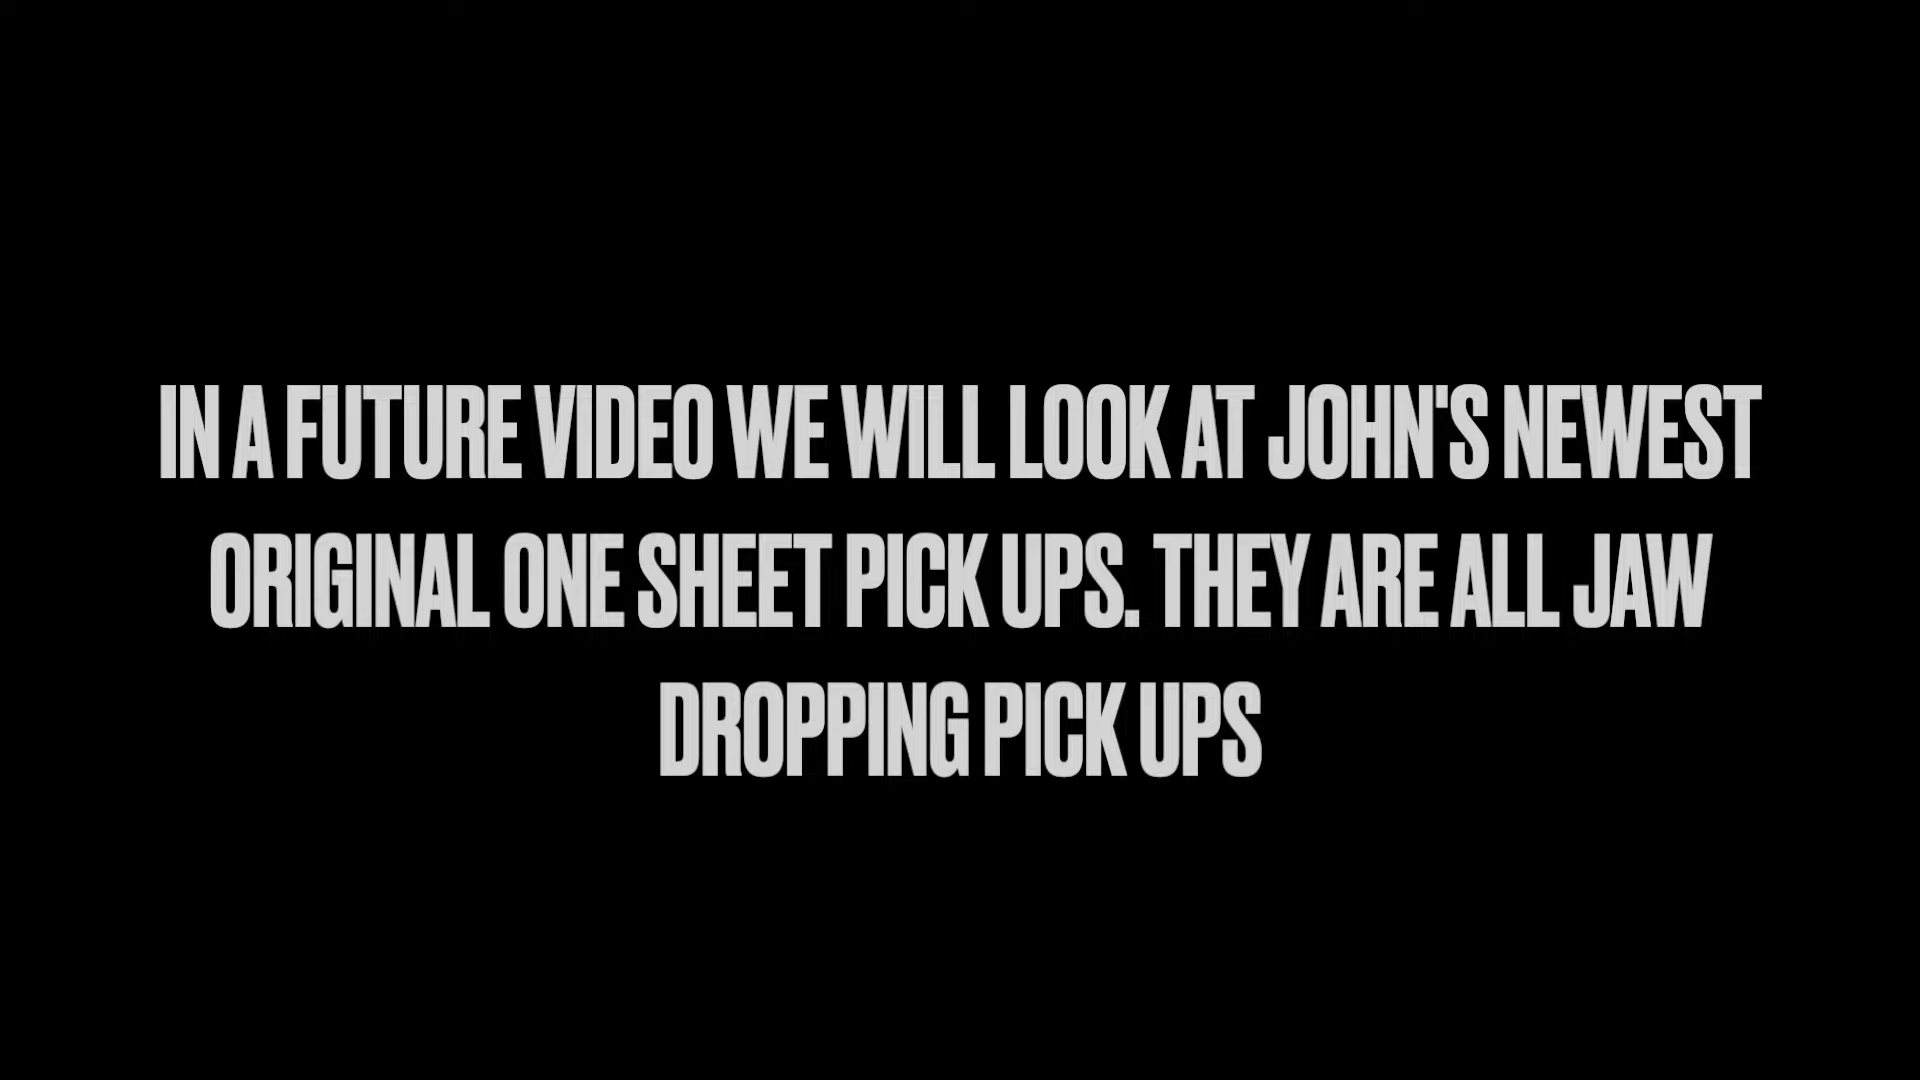 IN A FUTURE VIDEO WE WILL LOOK AT JOHN'S NEWEST
ORIGINAL ONE SHEET PICK UPS. THEY ARE ALL JAW
DROPPING PICK UPS